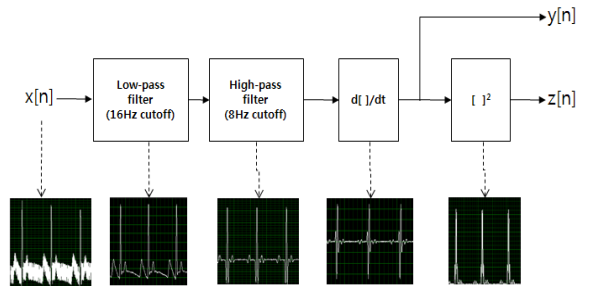 y[n]
x[n]
Low-pass
filter
(16Hz cutoff)
High-pass
filter
(8Hz cutoff)
d[ ]/dt
[ ]²
z[n]